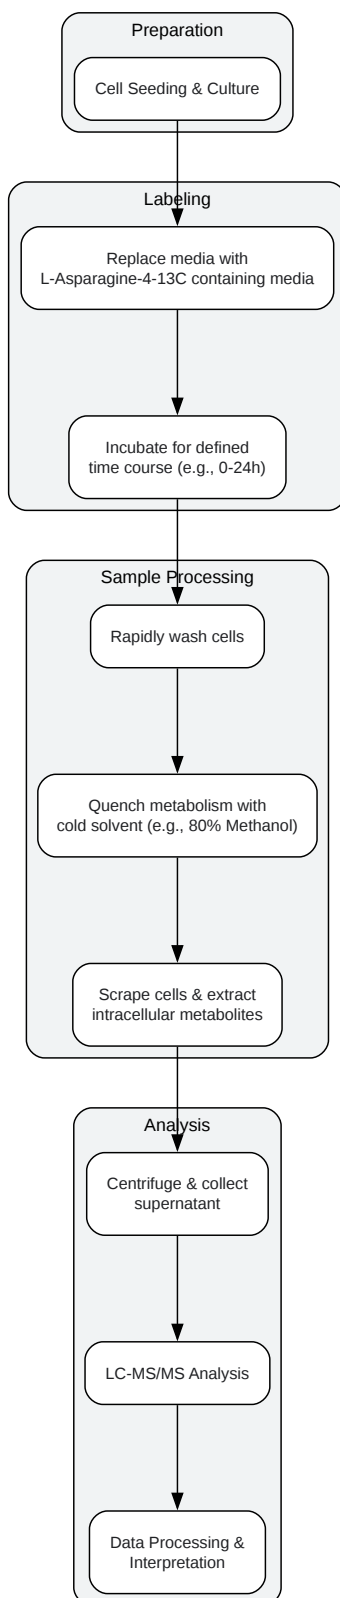 Preparation
Cell Seeding & Culture
Labeling
Replace media with
L-Asparagine-4-13C containing media
Incubate for defined
time course (e.g., 0-24h)
Sample Processing
Rapidly wash cells
Quench metabolism with
cold solvent (e.g., 80% Methanol)
Scrape cells & extract
intracellular metabolites
Analysis
Centrifuge & collect
supernatant
LC-MS/MS Analysis
Data Processing &
Interpretation